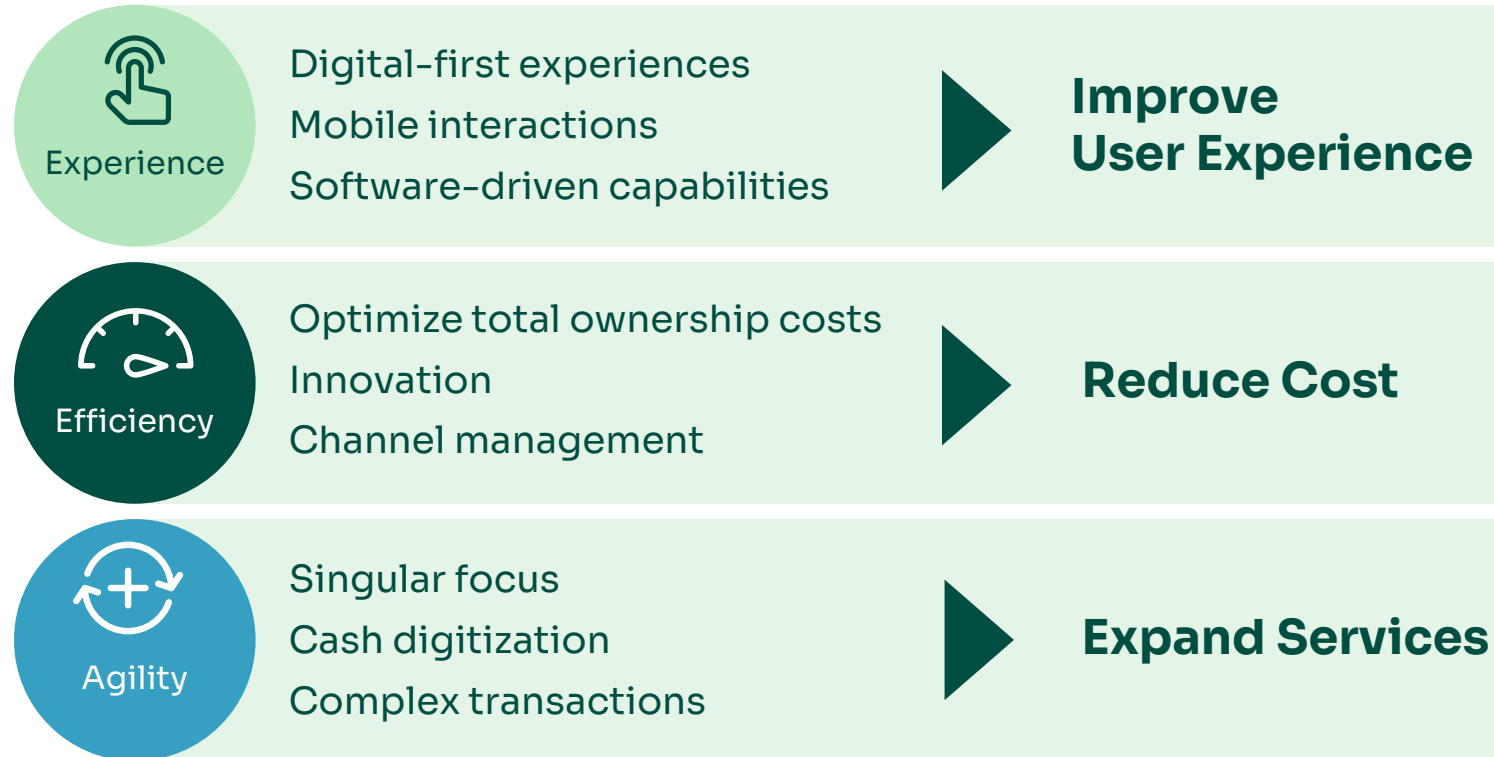 Experience
Digital-first experiences
Mobile interactions
Software-driven capabilities
Improve
User Experience
Efficiency
Optimize total ownership costs
Innovation
Channel management
Reduce Cost
Agility
Singular focus
Cash digitization
Complex transactions
Expand Services